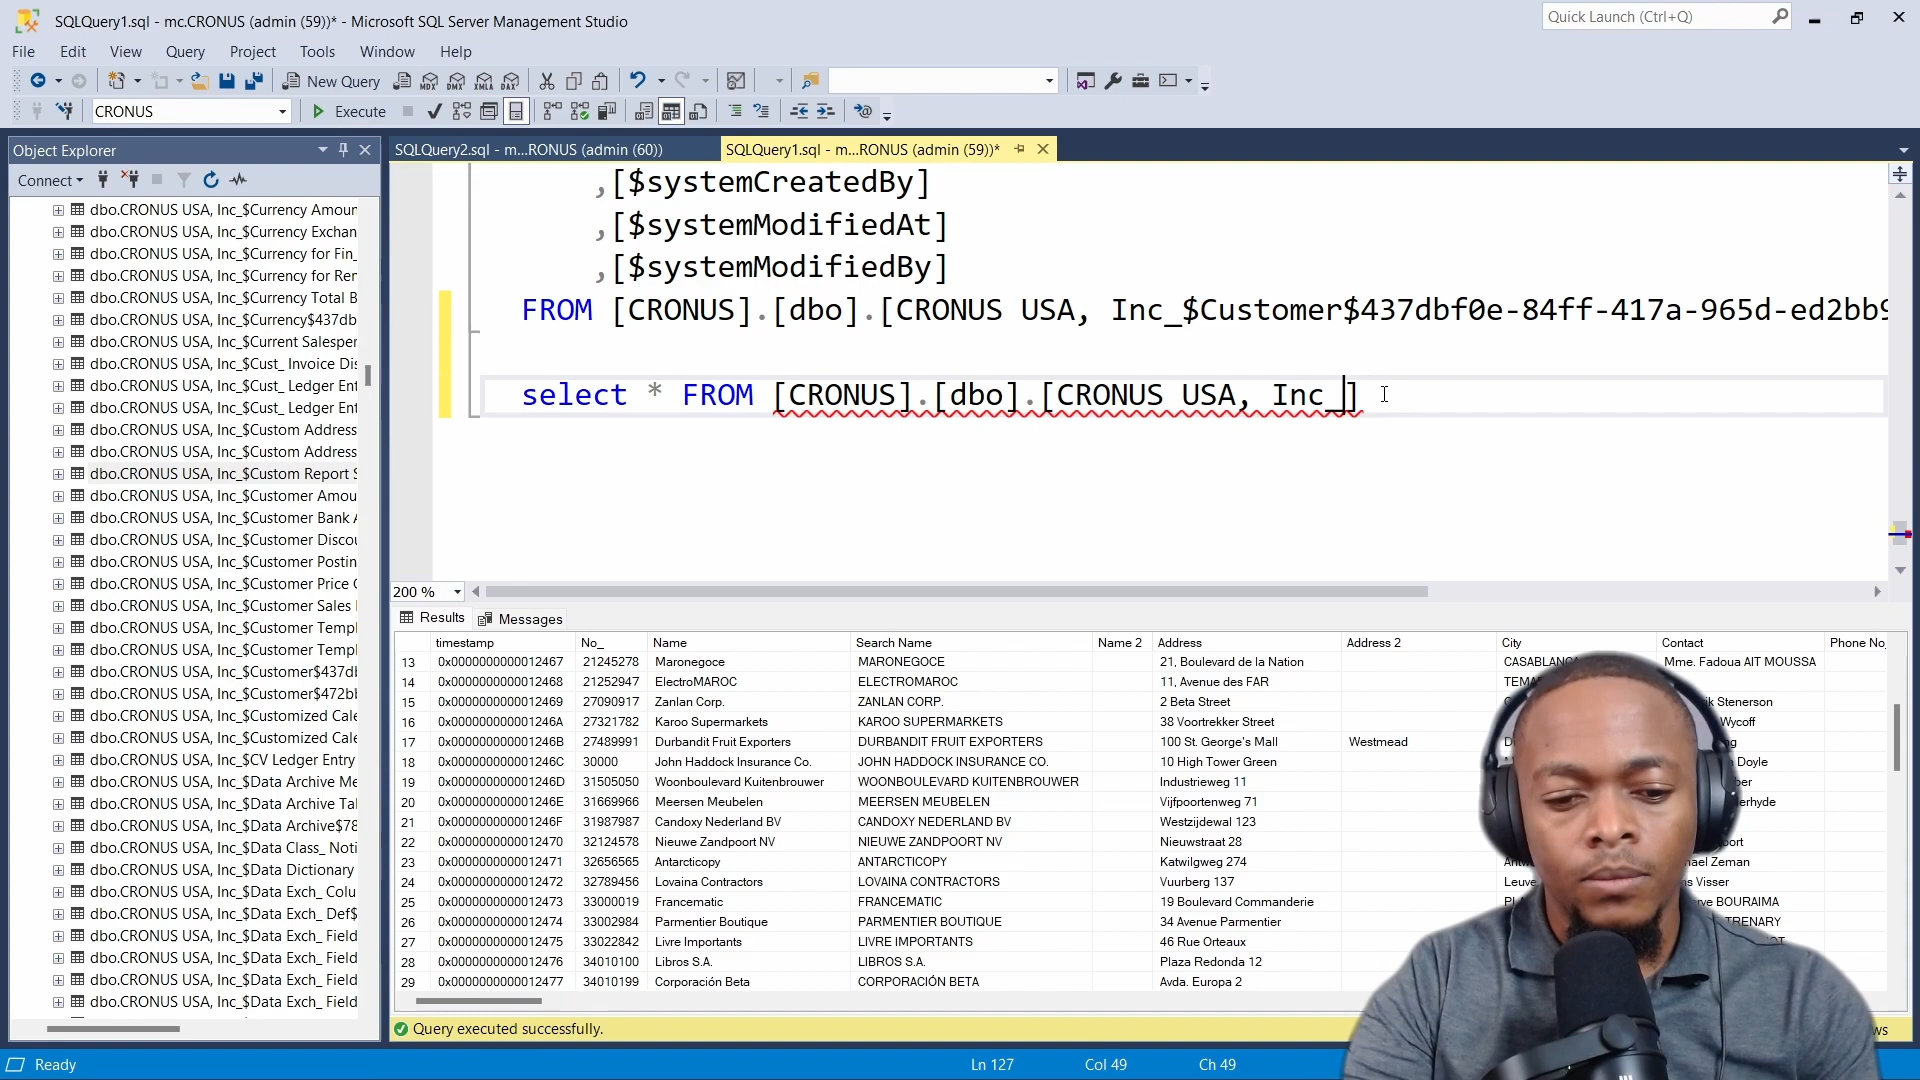 SQLQuery1.sql - mc.CRONUS (admin (59))* - Microsoft SQL Server Management Studio
Quick Launch (Ctrl+Q)
File Edit View Query Project Tools Window Help
New Query
MDX DMX XMLA DAX
CRONUS
Execute
Object Explorer
SQLQuery2.sql - m...RONUS (admin (60))
SQLQuery1.sql - m...RONUS (admin (59))*
Connect
dbo.CRONUS USA, Inc_$Currency Amoun
dbo.CRONUS USA, Inc_$Currency Exchan
dbo.CRONUS USA, Inc_$Currency for Fin_
dbo.CRONUS USA, Inc_$Currency for Rer
dbo.CRONUS USA, Inc_$Currency Total B
dbo.CRONUS USA, Inc_$Currency$437db
dbo.CRONUS USA, Inc_$Current Salesper
dbo.CRONUS USA, Inc_$Cust_ Invoice Dis
dbo.CRONUS USA, Inc_$Cust_ Ledger Ent
dbo.CRONUS USA, Inc_$Cust_ Ledger Ent
dbo.CRONUS USA, Inc_$Custom Address
dbo.CRONUS USA, Inc_$Custom Address
dbo.CRONUS USA, Inc_$Custom Report S
dbo.CRONUS USA, Inc_$Customer Amou
dbo.CRONUS USA, Inc_$Customer Bank A
dbo.CRONUS USA, Inc_$Customer Discou
dbo.CRONUS USA, Inc_$Customer Postin
dbo.CRONUS USA, Inc_$Customer Price G
dbo.CRONUS USA, Inc_$Customer Sales
dbo.CRONUS USA, Inc_$Customer Templ
dbo.CRONUS USA, Inc_$Customer Templ
dbo.CRONUS USA, Inc_$Customer$437db
dbo.CRONUS USA, Inc_$Customer$472bl
dbo.CRONUS USA, Inc_$Customized Cale
dbo.CRONUS USA, Inc_$Customized Cale
dbo.CRONUS USA, Inc_$CV Ledger Entry
dbo.CRONUS USA, Inc_$Data Archive Me
dbo.CRONUS USA, Inc_$Data Archive Tal
dbo.CRONUS USA, Inc_$Data Archive$78
dbo.CRONUS USA, Inc_$Data Class_ Noti
dbo.CRONUS USA, Inc_$Data Dictionary
dbo.CRONUS USA, Inc_$Data Exch_ Colu
dbo.CRONUS USA, Inc_$Data Exch_ Def$
dbo.CRONUS USA, Inc_$Data Exch_ Field
dbo.CRONUS USA, Inc_$Data Exch_ Field
dbo.CRONUS USA, Inc_$Data Exch_ Field
dbo.CRONUS USA, Inc_$Data Exch_ Field
,[$systemCreatedBy]
,[$systemModifiedAt]
,[$systemModifiedBy]
FROM [CRONUS].[dbo].[CRONUS USA, Inc_$Customer$437dbf0e-84ff-417a-965d-ed2bb9
select * FROM [CRONUS].[dbo].[CRONUS USA, Inc_]
200 %
Results Messages
timestamp No_ Name Search Name Name 2 Address Address 2 City Contact Phone No_
13 0x0000000000012467 21245278 Maronegoce MARONEGOCE 21, Boulevard de la Nation CASABLANCA Mme. Fadoua AIT MOUSSA
14 0x0000000000012468 21252947 ElectroMAROC ELECTROMAROC 11, Avenue des FAR
15 0x0000000000012469 27090917 Zanlan Corp. ZANLAN CORP. 2 Beta Street Stenerson
16 0x000000000001246A 27321782 Karoo Supermarkets KAROO SUPERMARKETS 38 Voortrekker Street Wycoff
17 0x000000000001246B 27489991 Durbandit Fruit Exporters DURBANDIT FRUIT EXPORTERS 100 St. George's Mall Westmead
18 0x000000000001246C 30000 John Haddock Insurance Co. JOHN HADDOCK INSURANCE CO. 10 High Tower Green Doyle
19 0x000000000001246D 31505050 Woonboulevard Kuitenbrouwer WOONBOULEVARD KUITENBROUWER Industrieweg 11
20 0x000000000001246E 31669966 Meersen Meubelen MEERSEN MEUBELEN Vijfpoortenweg 71
21 0x000000000001246F 31987987 Candoxy Nederland BV CANDOXY NEDERLAND BV Westzijdewal 123
22 0x0000000000012470 32124578 Nieuwe Zandpoort NV NIEUWE ZANDPOORT NV Nieuwstraat 28
23 0x0000000000012471 32656565 Antarcticopy ANTARCTICOPY Katwilgweg 274 Zeman
24 0x0000000000012472 32789456 Lovaina Contractors LOVAINA CONTRACTORS Vuurberg 137 Visser
25 0x0000000000012473 33000019 Francematic FRANCEMATIC 19 Boulevard Commanderie BOURAIMA
26 0x0000000000012474 33002984 Parmentier Boutique PARMENTIER BOUTIQUE 34 Avenue Parmentier
27 0x0000000000012475 33022842 Livre Importants LIVRE IMPORTANTS 46 Rue Orteaux
28 0x0000000000012476 34010100 Libros S.A. LIBROS S.A. Plaza Redonda 12
29 0x0000000000012477 34010199 Corporación Beta CORPORACIÓN BETA Avda. Europa 2
Query executed successfully.
Ready Ln 127 Col 49 Ch 49